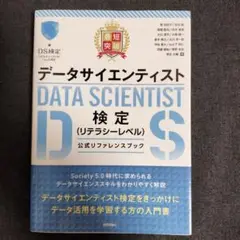 最短突破
DS検定
データサイエンティスト
DATA SCIENTIST
検定
(リテラシーレベル)
公式リファレンスブック
DS
Society 5.0時代に求められる
データサイエンススキルをわかりやすく解説
データサイエンティスト検定をきっかけに
データ活用を学習する方の入門書